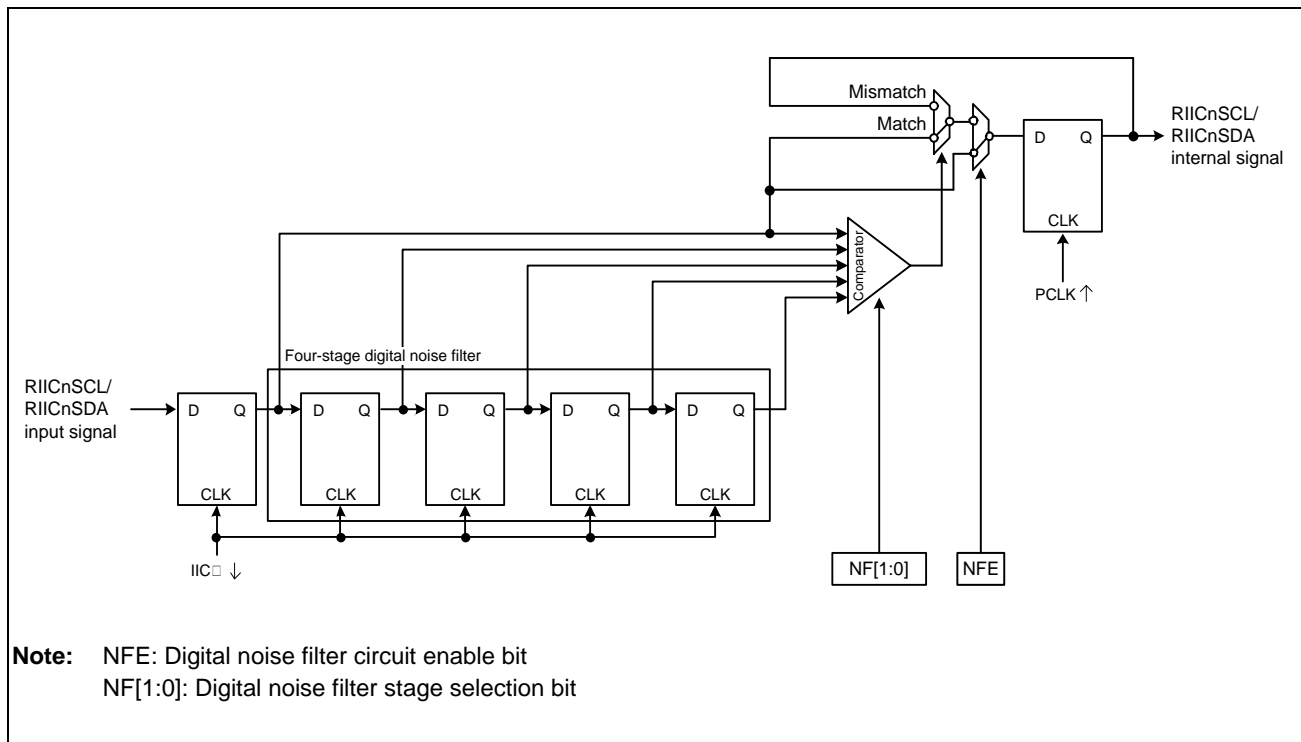 Mismatch
Match
RIICnSCL/
RIICnSDA
internal signal
D Q
CLK
PCLK ↑
Comparator
Four-stage digital noise filter
RIICnSCL/
RIICnSDA
input signal
D Q
CLK
D Q
CLK
D Q
CLK
D Q
CLK
D Q
CLK
IIC□ ↓
NF[1:0]
NFE
Note: NFE: Digital noise filter circuit enable bit
NF[1:0]: Digital noise filter stage selection bit